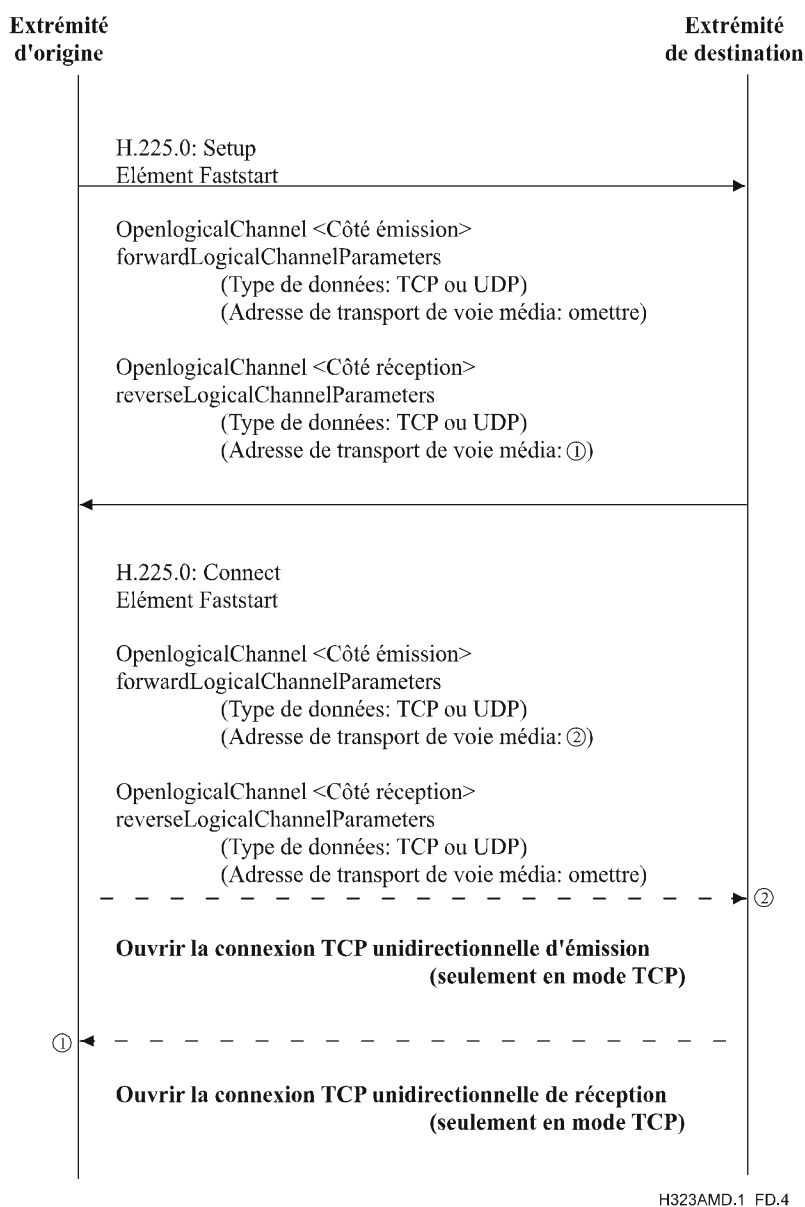 Extrémité
d'origine
Extrémité
de destination
H.225.0: Setup
Elément Faststart
OpenlogicalChannel <Côté émission>
forwardLogicalChannelParameters
(Type de données: TCP ou UDP)
(Adresse de transport de voie média: omettre)
OpenlogicalChannel <Côté réception>
reverseLogicalChannelParameters
(Type de données: TCP ou UDP)
(Adresse de transport de voie média: ①)
H.225.0: Connect
Elément Faststart
OpenlogicalChannel <Côté émission>
forwardLogicalChannelParameters
(Type de données: TCP ou UDP)
(Adresse de transport de voie média: ②)
OpenlogicalChannel <Côté réception>
reverseLogicalChannelParameters
(Type de données: TCP ou UDP)
(Adresse de transport de voie média: omettre)
②
Ouvrir la connexion TCP unidirectionnelle d'émission
(seulement en mode TCP)
①
Ouvrir la connexion TCP unidirectionnelle de réception
(seulement en mode TCP)
H323AMD.1 FD.4